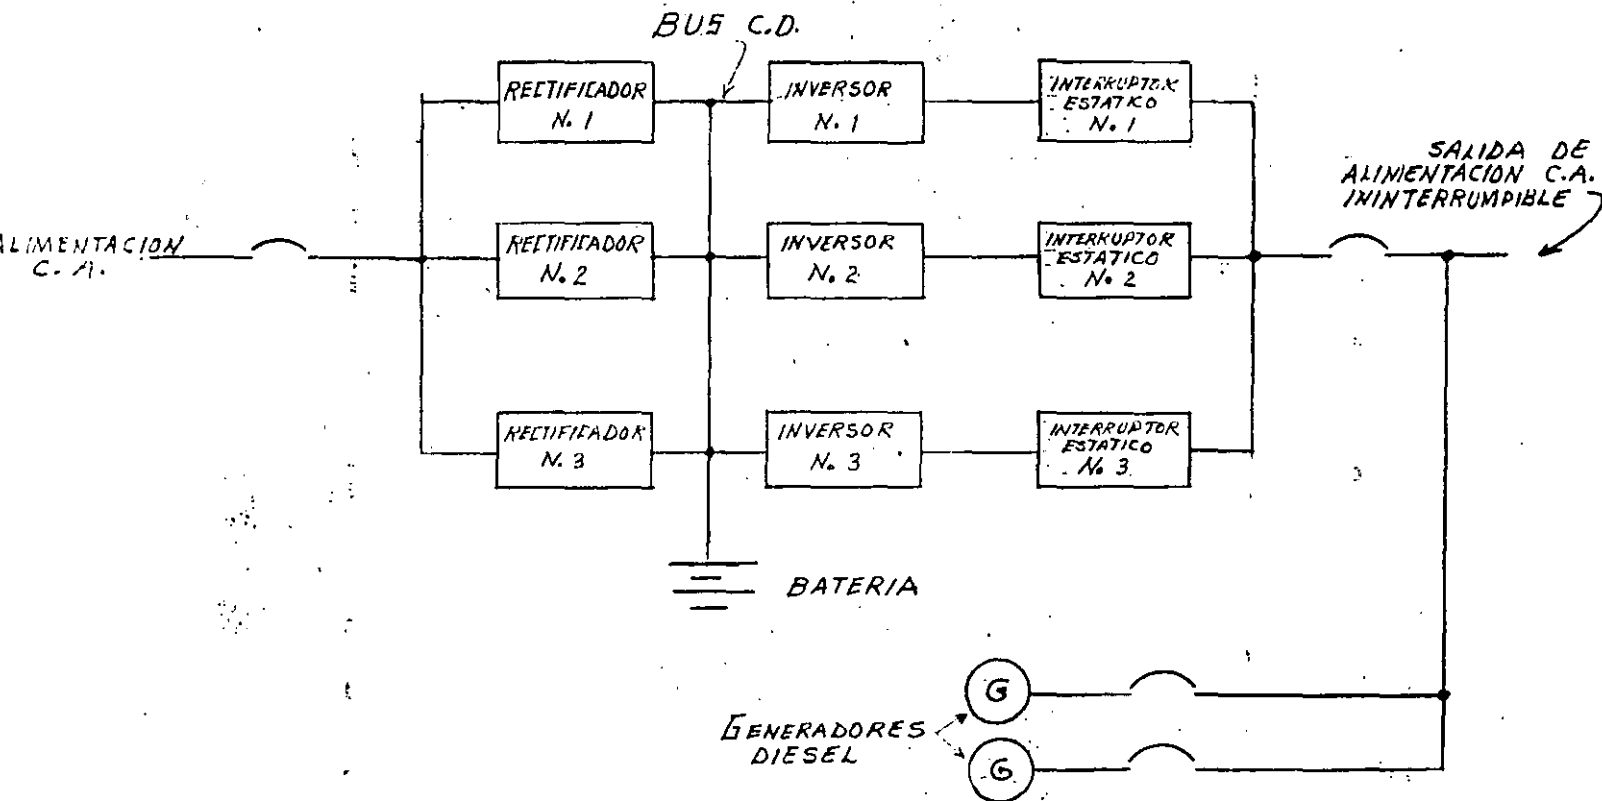 BUS C.D.
RECTIFICADOR
N. 1
INVERSOR
N. 1
INTERRUPTOR
ESTATICO
N. 1
SALIDA DE
ALIMENTACION C.A.
ININTERRUMPIBLE
ALIMENTACION
C. A.
RECTIFICADOR
N. 2
INVERSOR
N. 2
INTERRUPTOR
ESTATICO
N. 2
RECTIFICADOR
N. 3
INVERSOR
N. 3
INTERRUPTOR
ESTATICO
N. 3
BATERIA
G
GENERADORES
DIESEL
G